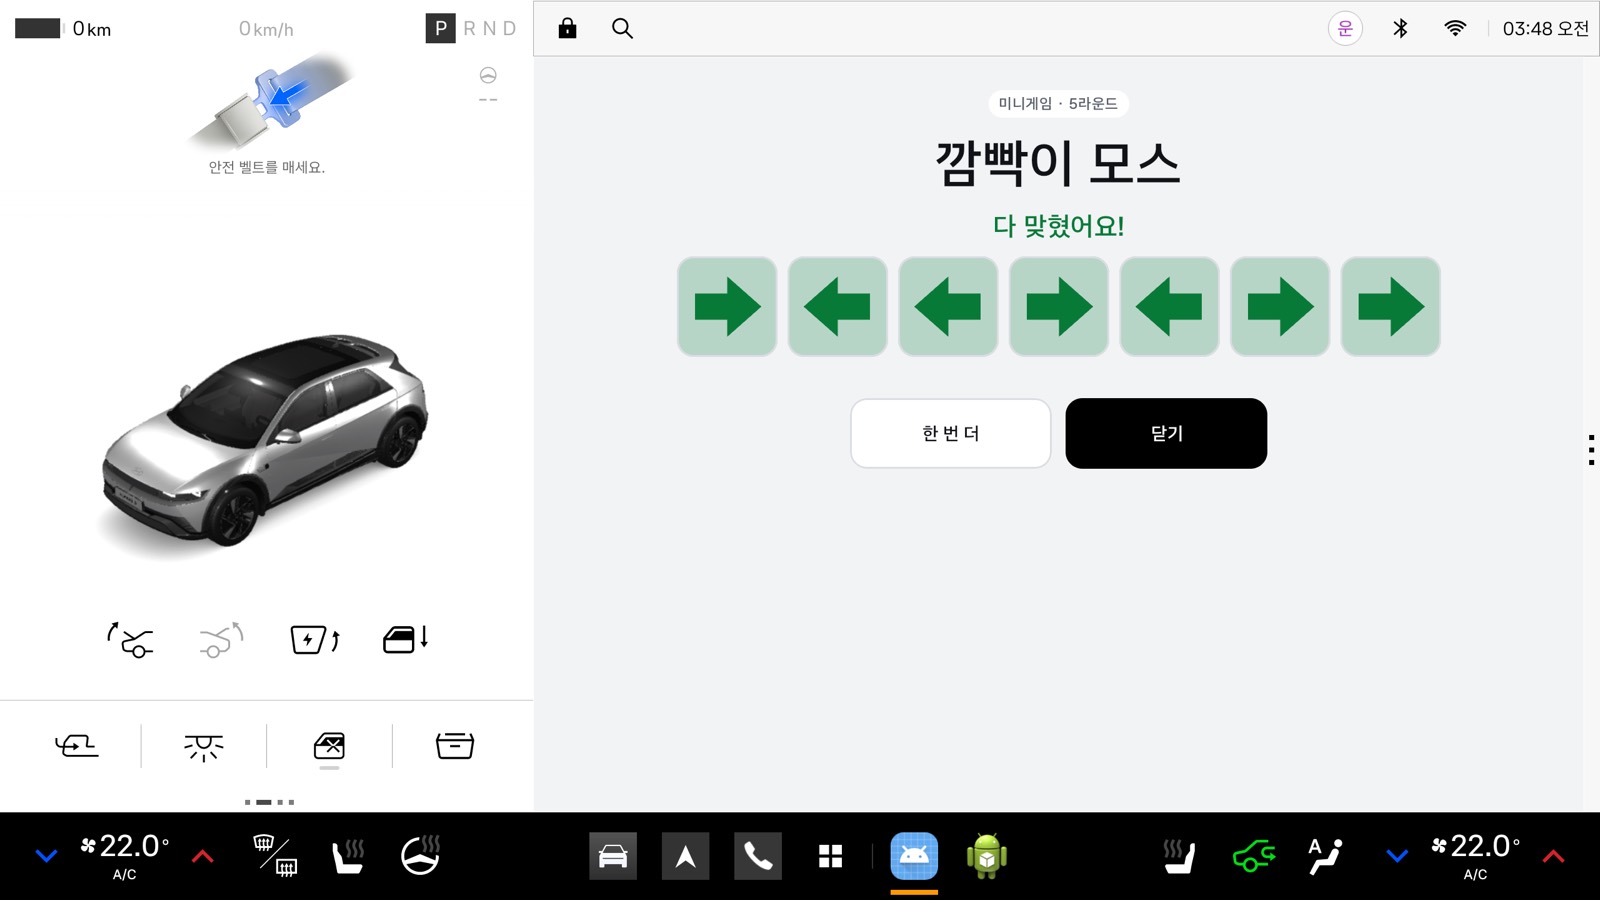 0km
0km/h
P R N D
안전 벨트를 매세요.
--
운
03:48 오전
미니게임 · 5라운드
깜빡이 모스
다 맞혔어요!
한 번 더
닫기
22.0°
A/C
A
22.0°
A/C